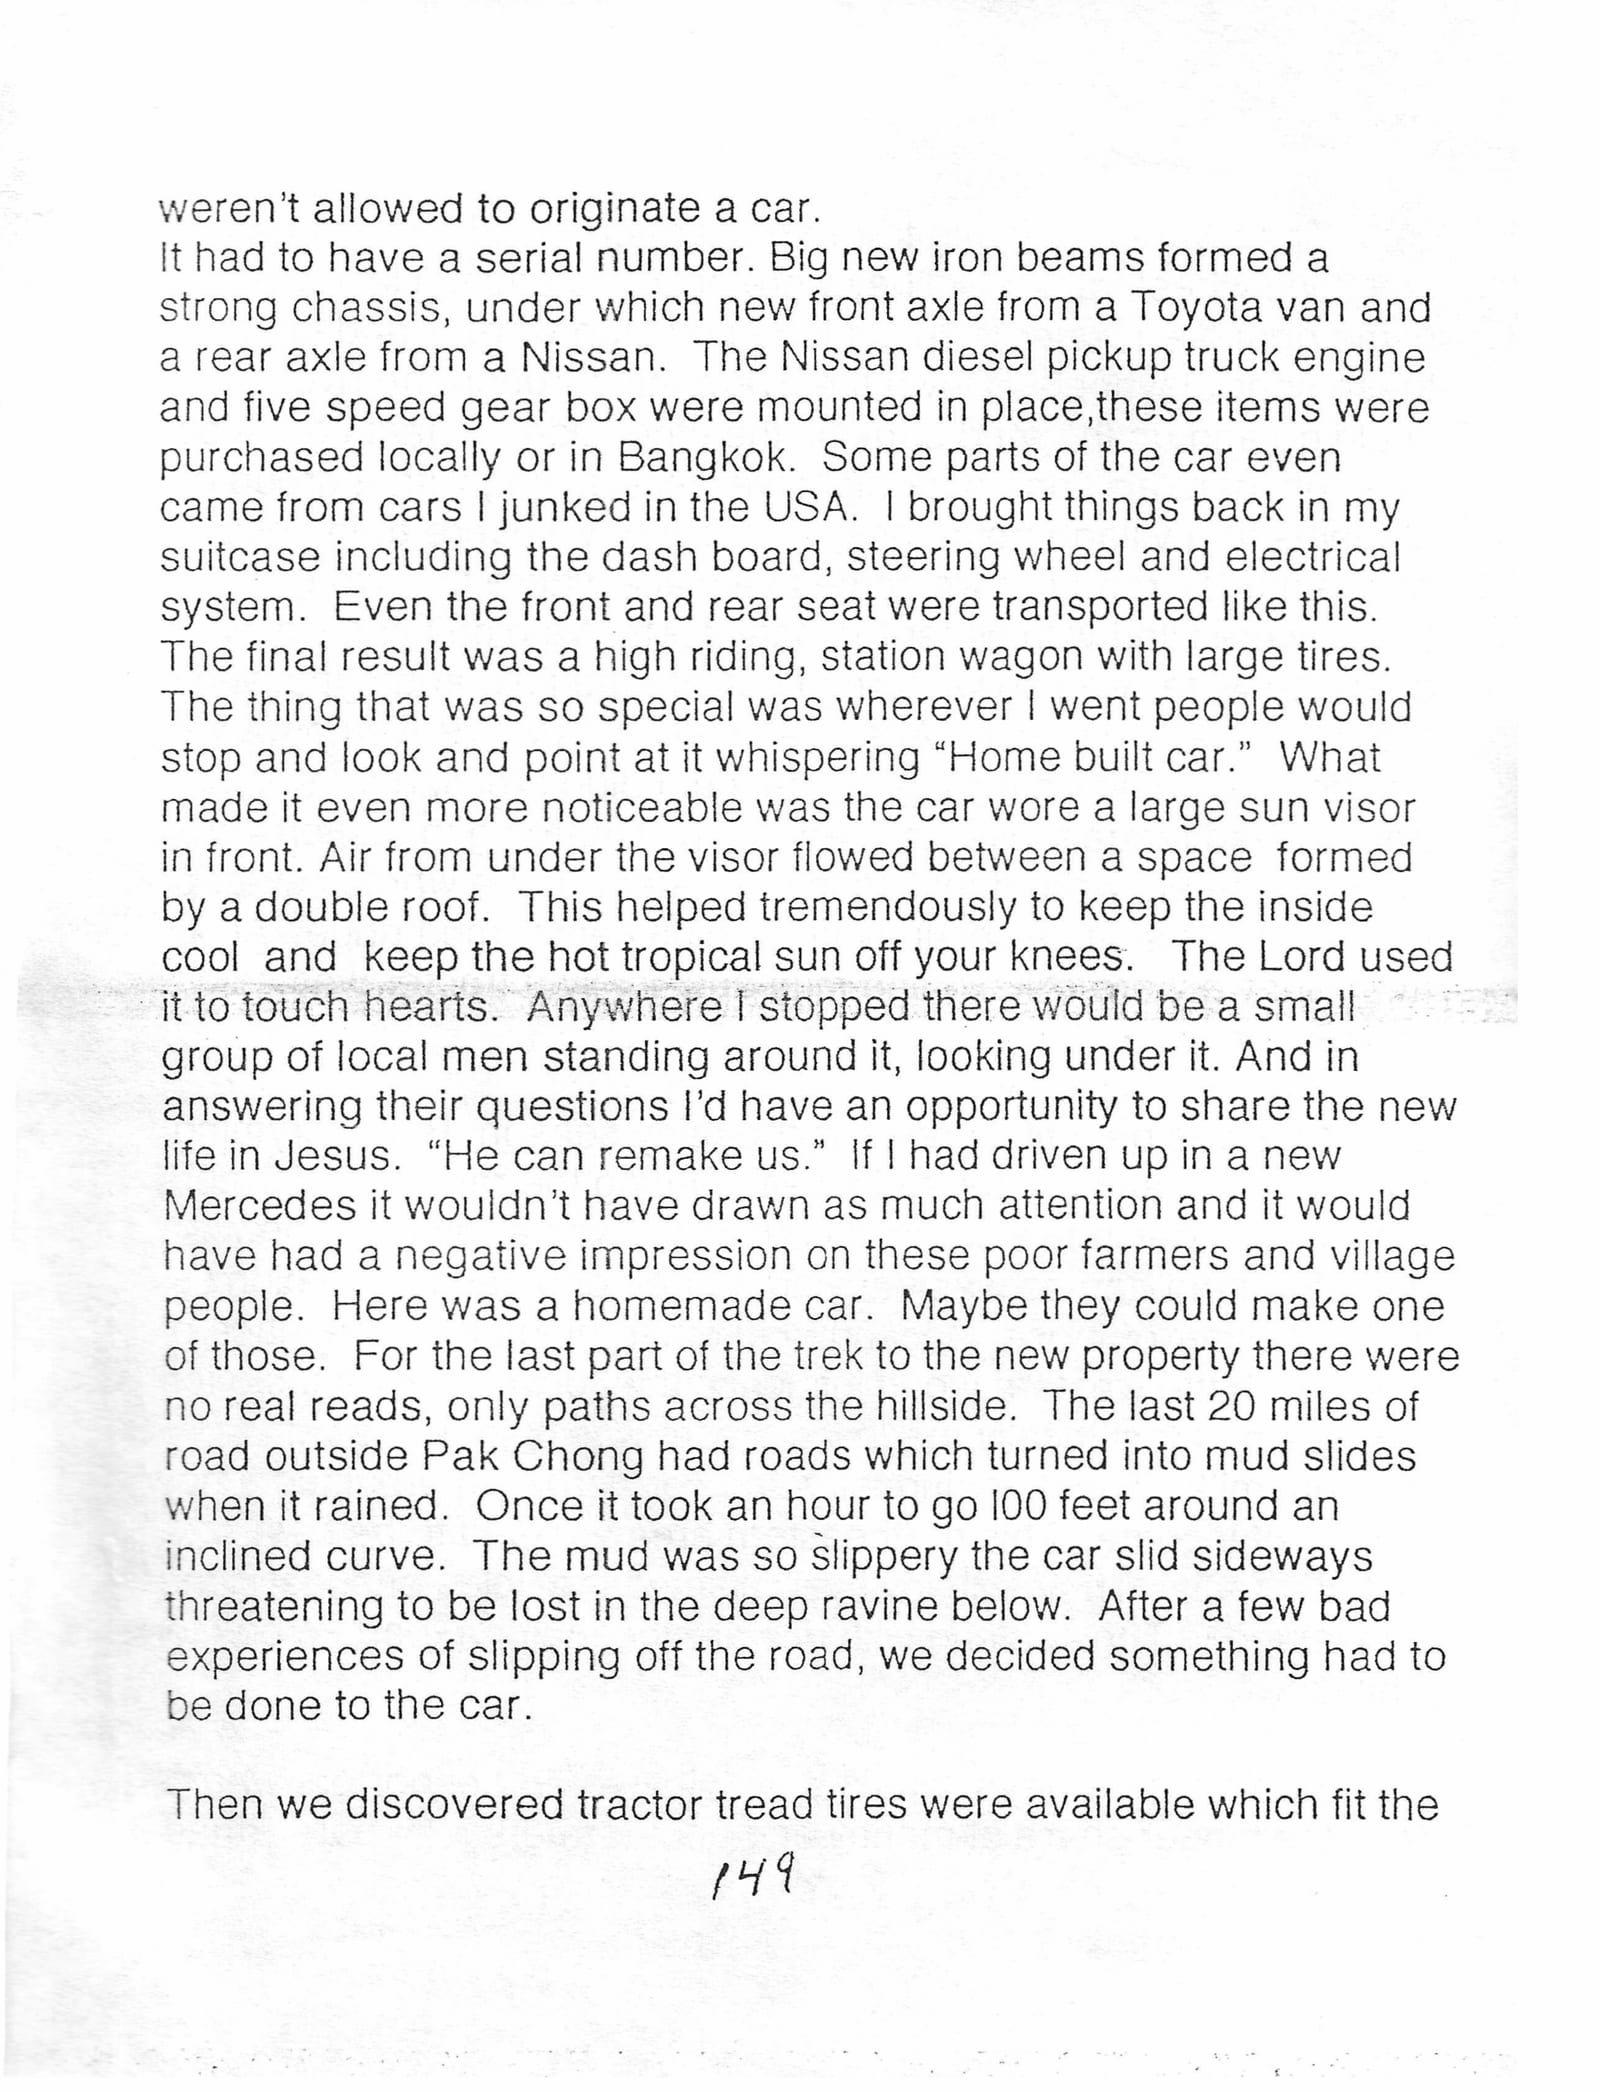 weren't allowed to originate a car.
It had to have a serial number. Big new iron beams formed a
strong chassis, under which new front axle from a Toyota van and
a rear axle from a Nissan. The Nissan diesel pickup truck engine
and five speed gear box were mounted in place,these items were
purchased locally or in Bangkok. Some parts of the car even
came from cars I junked in the USA. I brought things back in my
suitcase including the dash board, steering wheel and electrical
system. Even the front and rear seat were transported like this.
The final result was a high riding, station wagon with large tires.
The thing that was so special was wherever I went people would
stop and look and point at it whispering “Home built car.” What
made it even more noticeable was the car wore a large sun visor
in front. Air from under the visor flowed between a space formed
by a double roof. This helped tremendously to keep the inside
cool and keep the hot tropical sun off your knees. The Lord used
it to touch hearts. Anywhere I stopped there would be a small
group of local men standing around it, looking under it. And in
answering their questions I'd have an opportunity to share the new
life in Jesus. “He can remake us.” If I had driven up in a new
Mercedes it wouldn't have drawn as much attention and it would
have had a negative impression on these poor farmers and village
people. Here was a homemade car. Maybe they could make one
of those. For the last part of the trek to the new property there were
no real reads, only paths across the hillside. The last 20 miles of
road outside Pak Chong had roads which turned into mud slides
when it rained. Once it took an hour to go l00 feet around an
inclined curve. The mud was so slippery the car slid sideways
threatening to be lost in the deep ravine below. After a few bad
experiences of slipping off the road, we decided something had to
be done to the car.
Then we discovered tractor tread tires were available which fit the
149